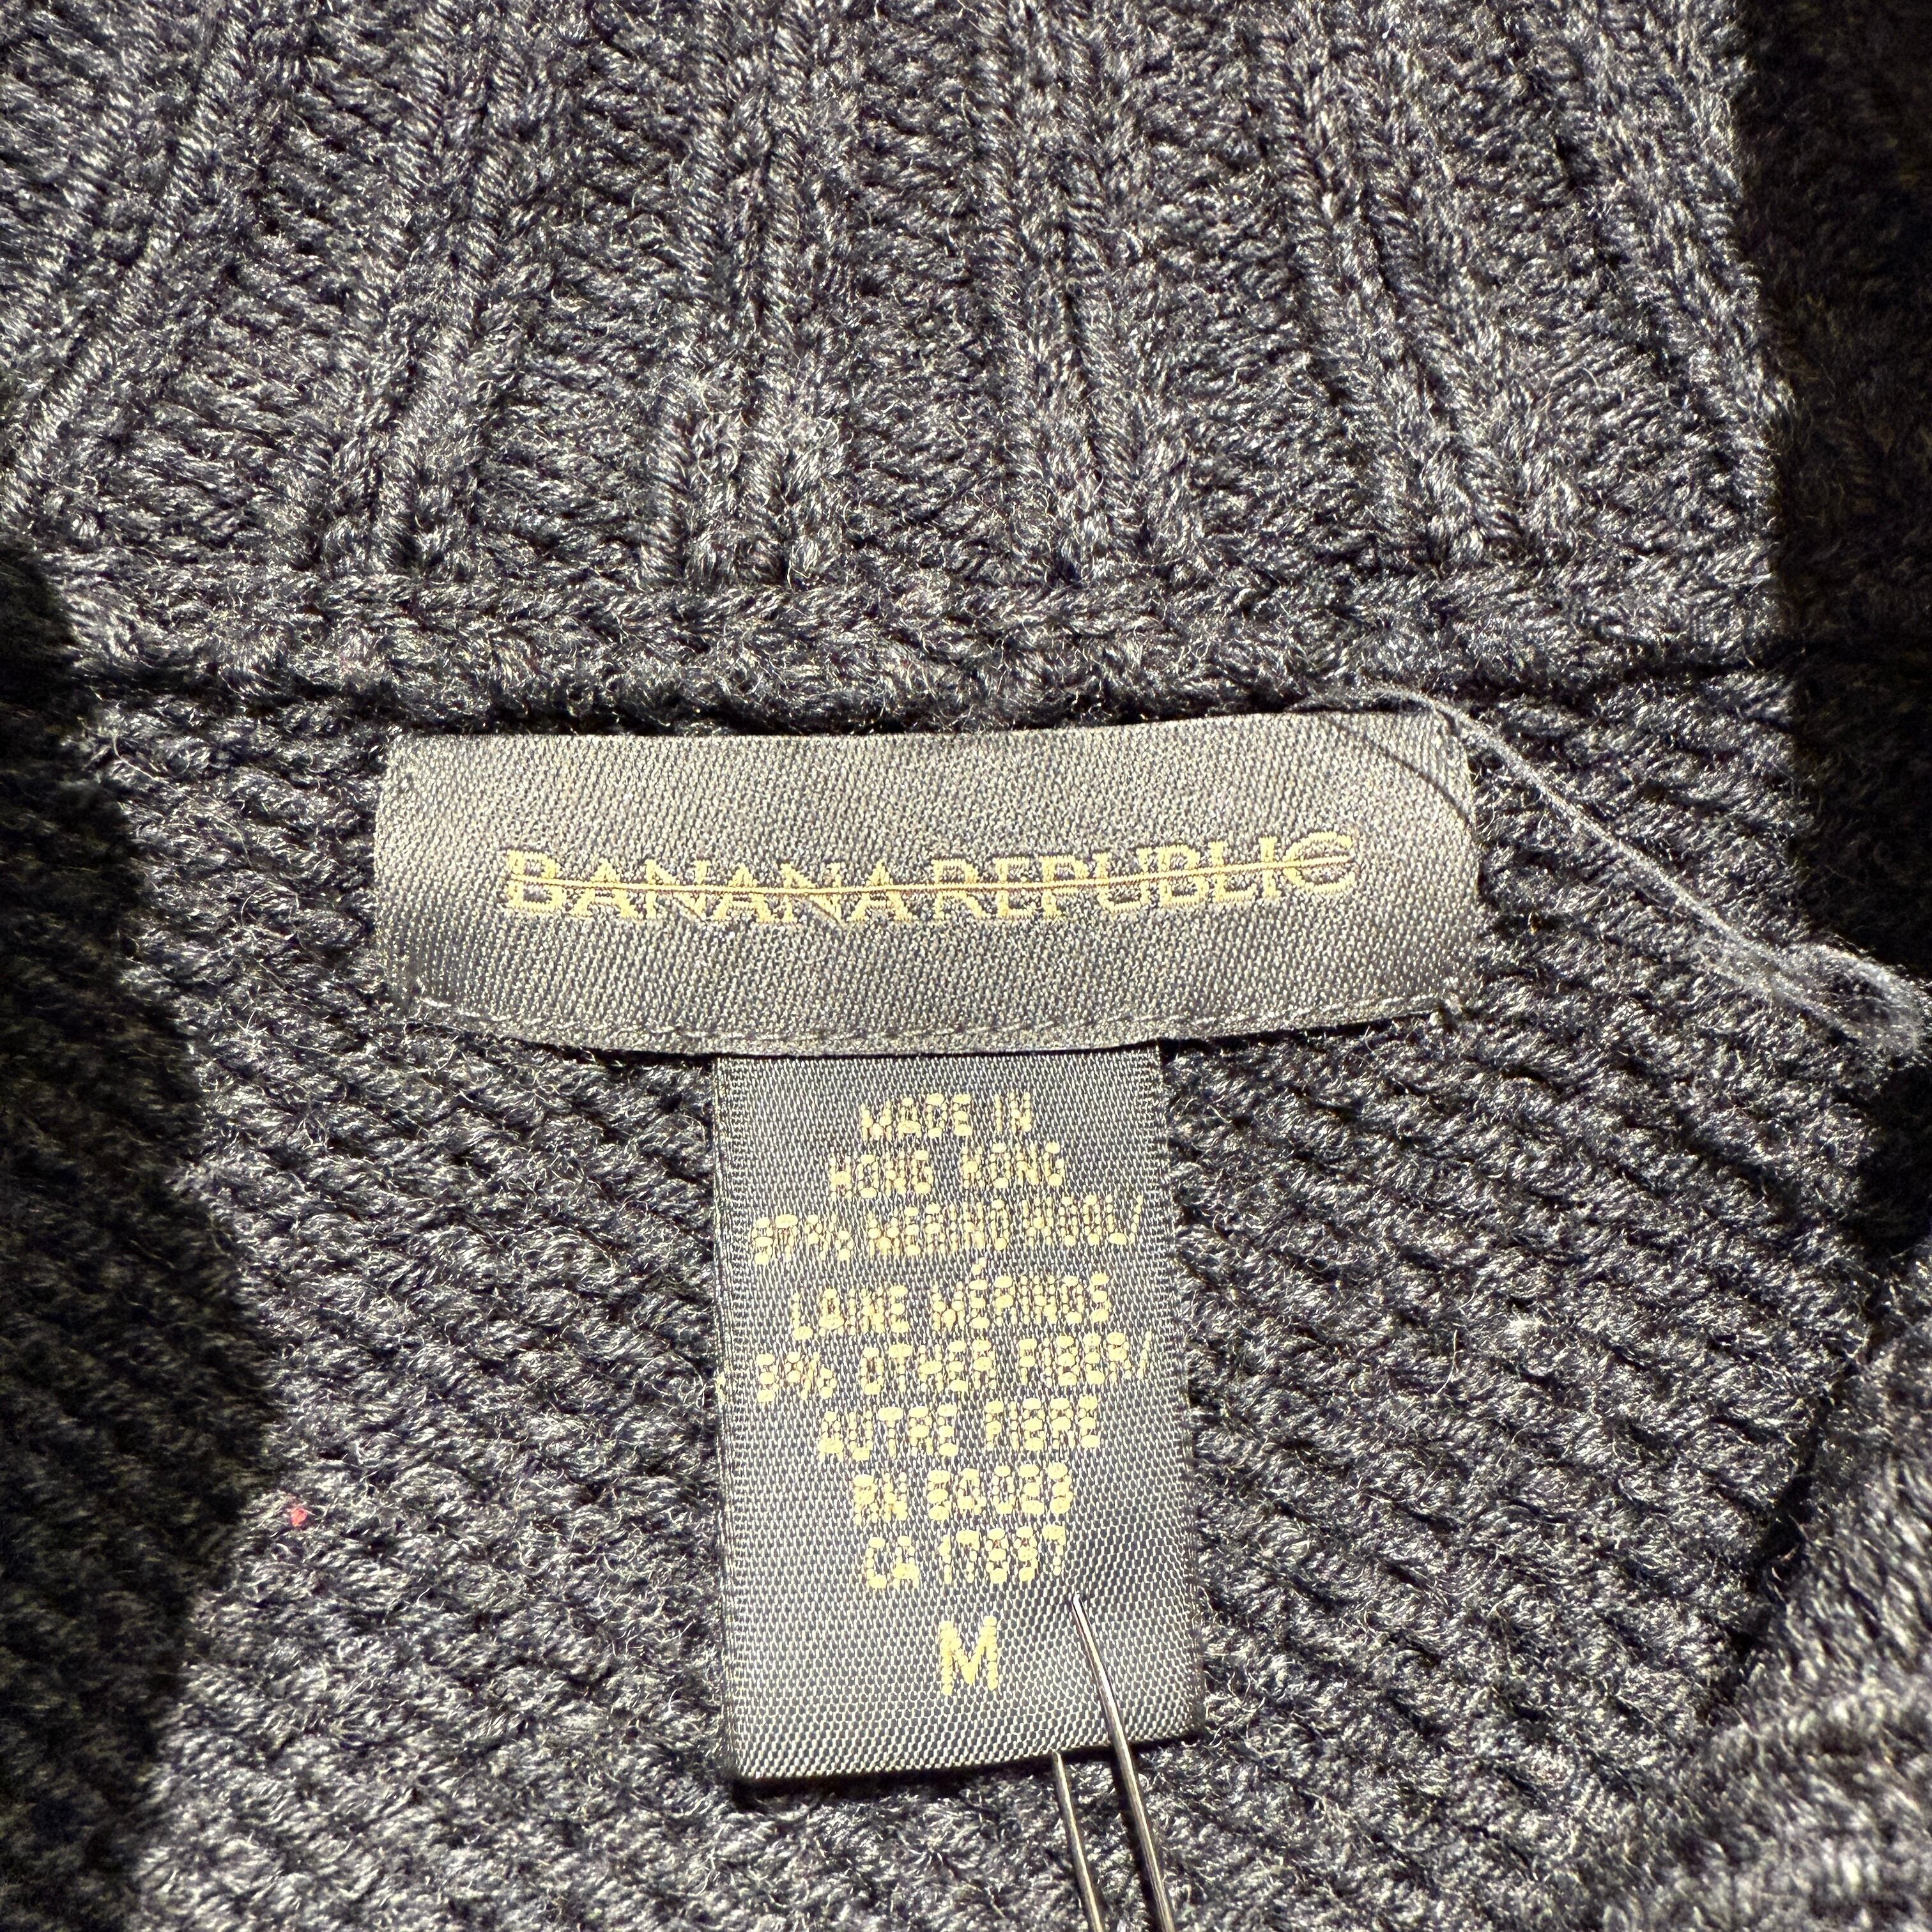 BANANA REPUBLIC
MADE IN
HONG KONG
97% MERINO WOOL/
LAINE MÉRINOS
3% OTHER FIBER/
AUTRE FIBRE
RN 54023
CA 17897
M